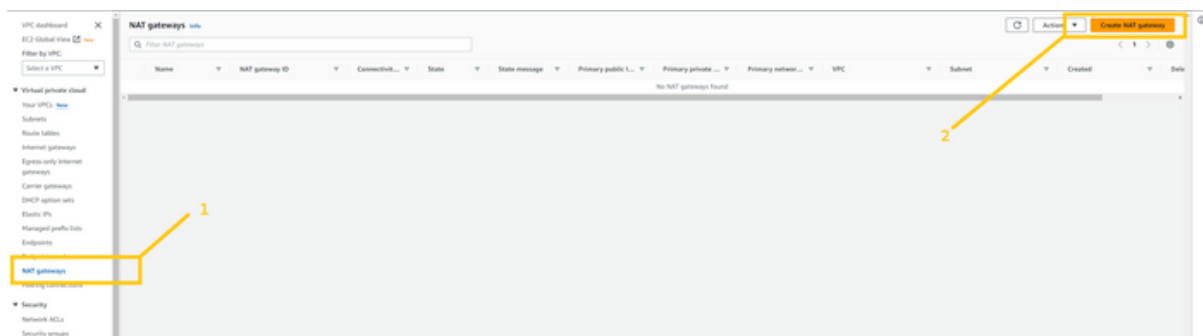 VPC dashboard
EC2 Global View New
Filter by VPC:
Select a VPC
Virtual private cloud
Your VPCs New
Subnets
Route tables
Internet gateways
Egress-only internet
gateways
Carrier gateways
DHCP option sets
Elastic IPs
Managed prefix lists
Endpoints
NAT gateways
Peering connections
Security
Network ACLs
Security groups
NAT gateways Info
Create NAT gateway
Filter NAT gateways
1
Name NAT gateway ID Connectivit... State State message Primary public I... Primary private ... Primary networ... VPC Subnet Created
No NAT gateways found
1
2